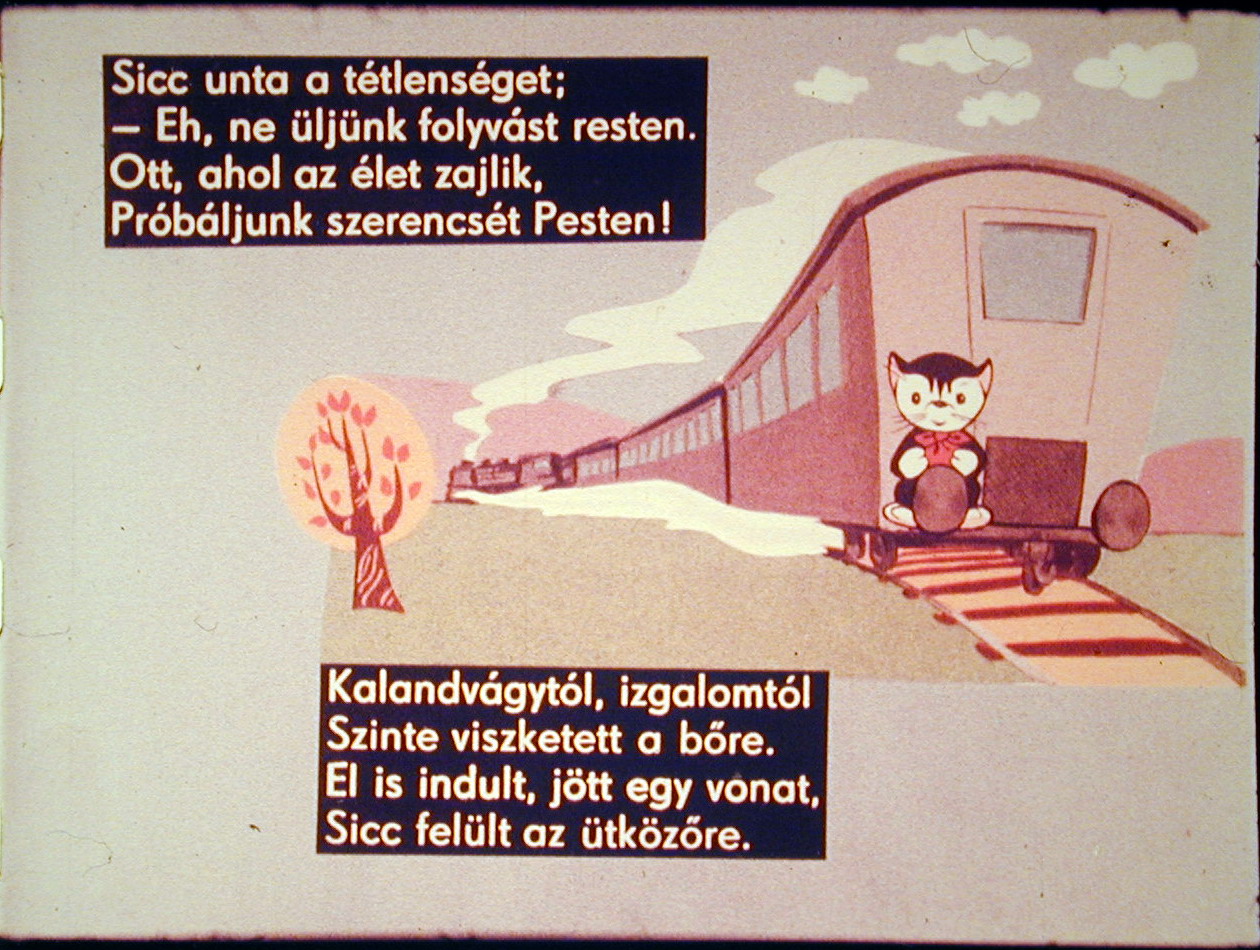 Sicc unta a tétlenséget;
– Eh, ne üljünk folyvást resten.
Ott, ahol az élet zajlik,
Próbáljunk szerencsét Pesten!
Kalandvágytól, izgalomtól
Szinte viszketett a bőre.
El is indult, jött egy vonat,
Sicc felült az ütközőre.